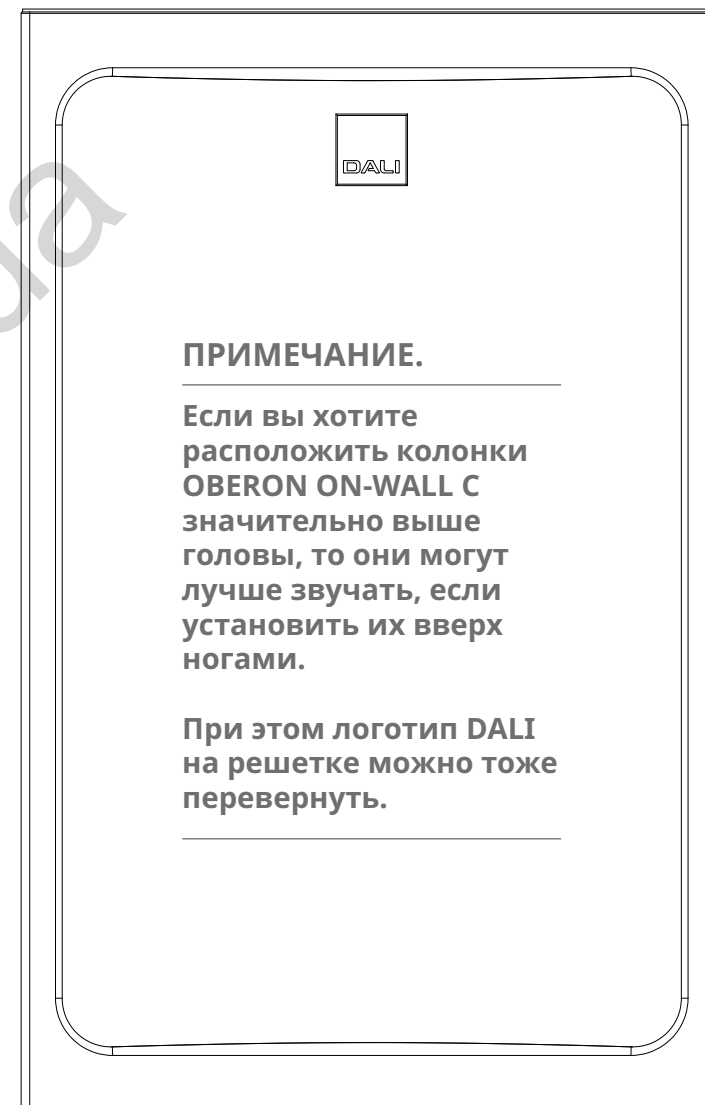 DALI
ПРИМЕЧАНИЕ.
Если вы хотите
расположить колонки
OBERON ON-WALL C
значительно выше
головы, то они могут
лучше звучать, если
установить их вверх
ногами.
При этом логотип DALI
на решетке можно тоже
перевернуть.